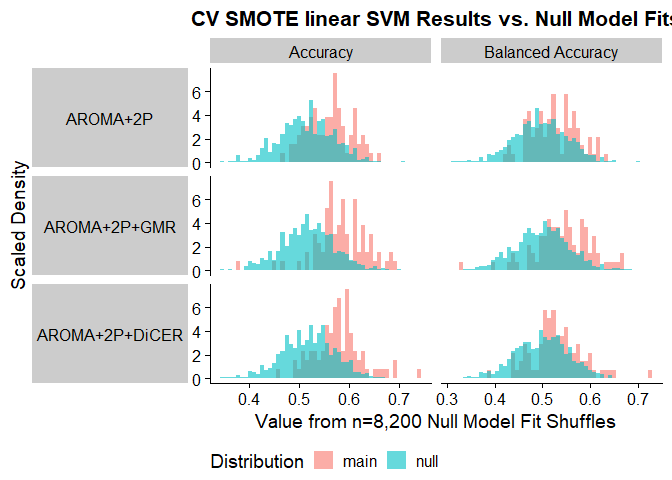 CV SMOTE linear SVM Results vs. Null Model Fits
Accuracy
Balanced Accuracy
Scaled Density
AROMA+2P
6
4
2
0
AROMA+2P+GMR
6
4
2
0
AROMA+2P+DiCER
6
4
2
0
0.4 0.5 0.6 0.7
0.3 0.4 0.5 0.6 0.7
Value from n=8,200 Null Model Fit Shuffles
Distribution main null